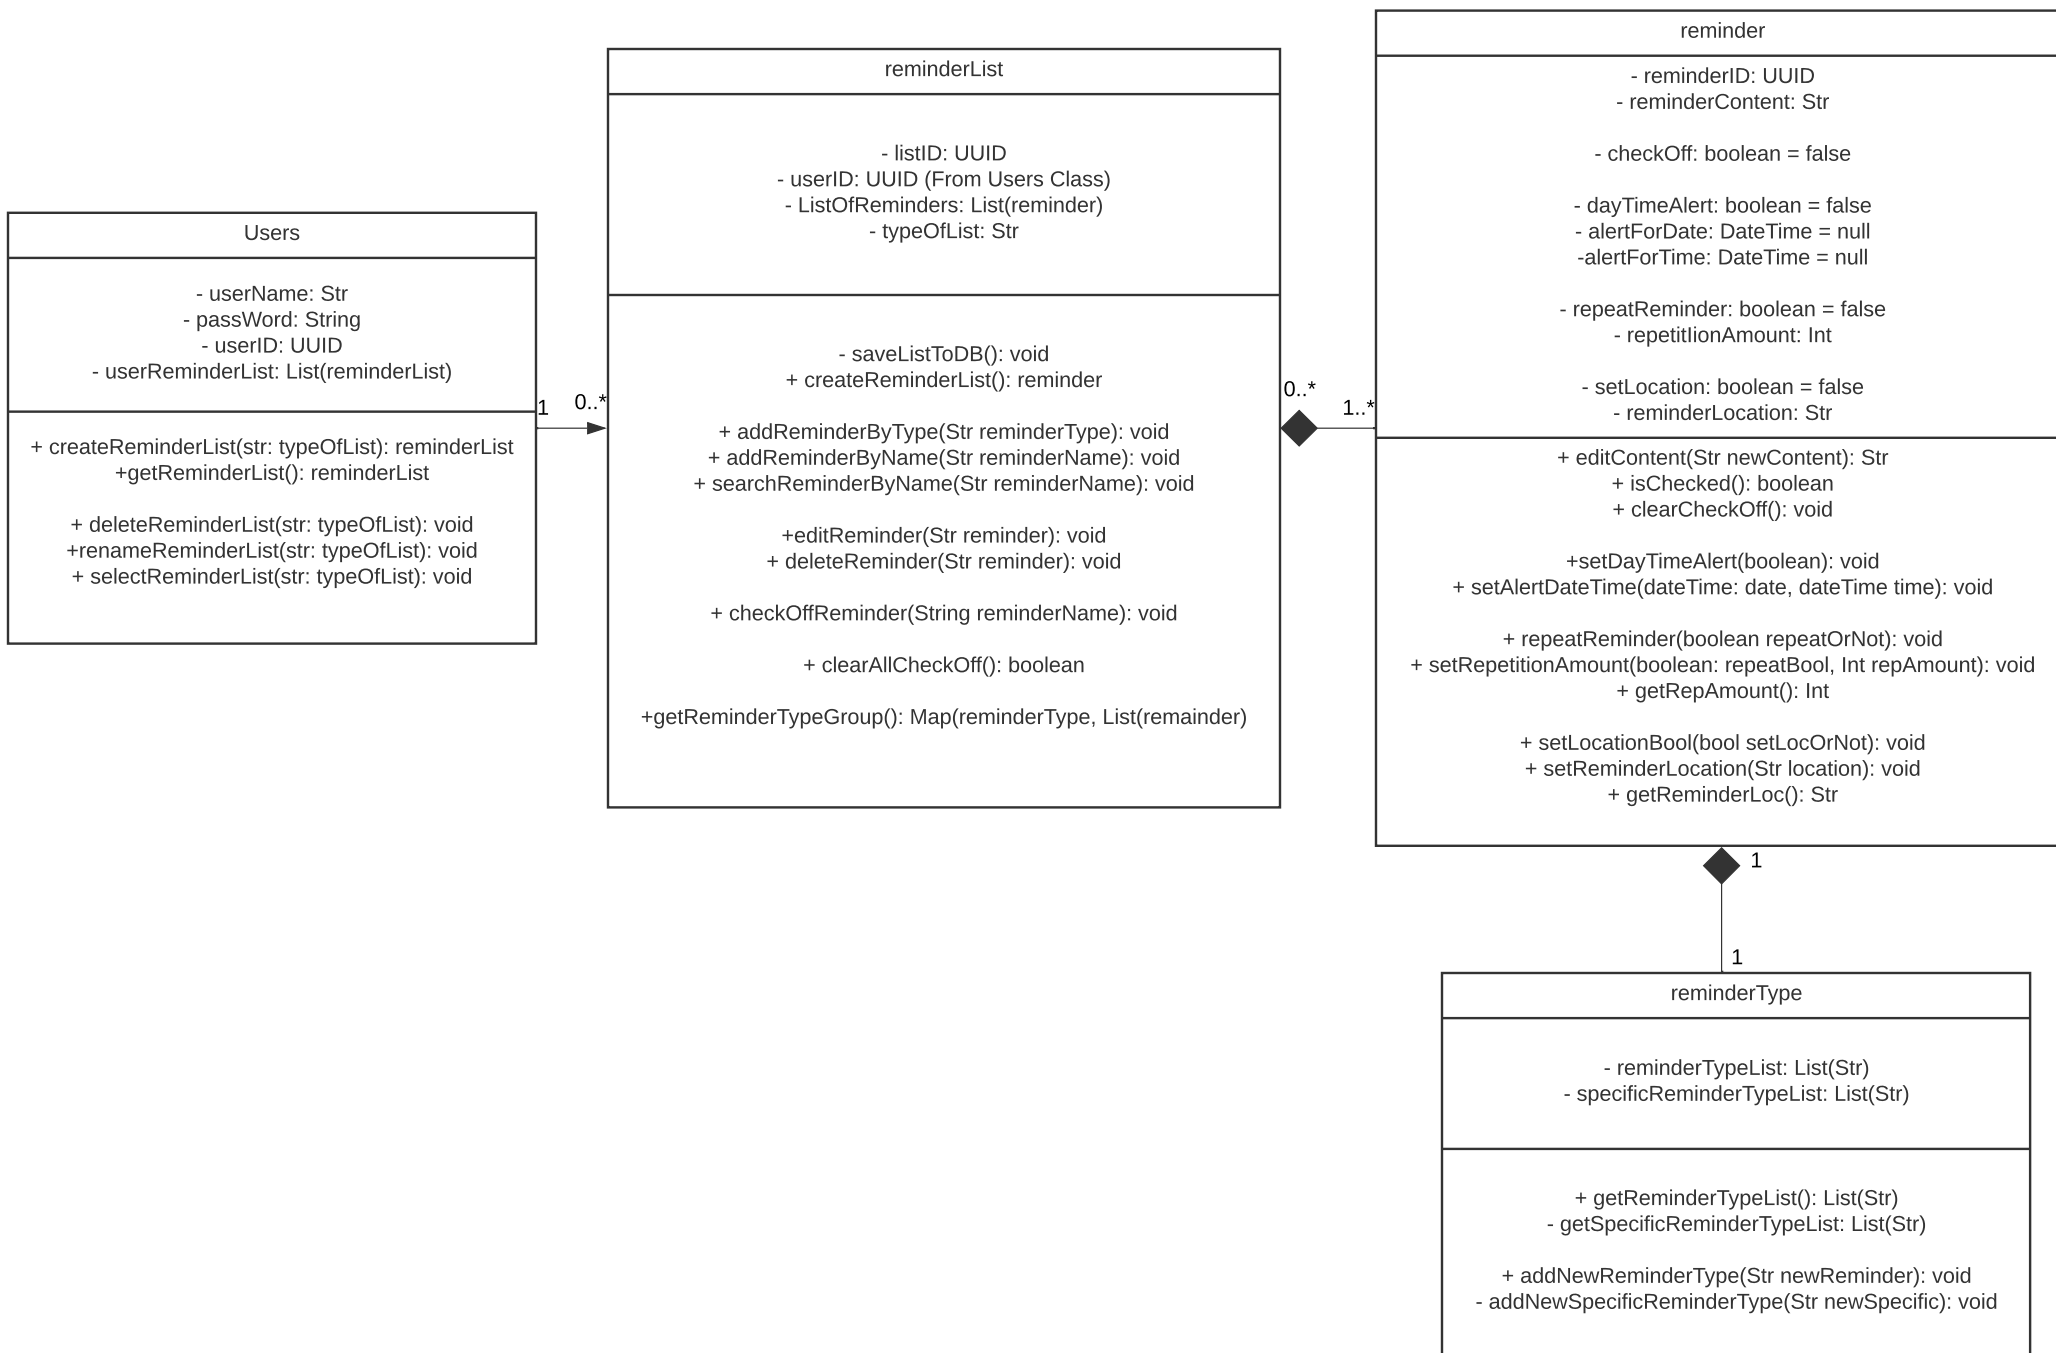 Users
- userName: Str
- passWord: String
- userID: UUID
- userReminderList: List(reminderList)
+ createReminderList(str: typeOfList): reminderList
+getReminderList(): reminderList
+ deleteReminderList(str: typeOfList): void
+renameReminderList(str: typeOfList): void
+ selectReminderList(str: typeOfList): void
1
0..*
reminderList
- listID: UUID
- userID: UUID (From Users Class)
- ListOfReminders: List(reminder)
- typeOfList: Str
- saveListToDB(): void
+ createReminderList(): reminder
+ addReminderByType(Str reminderType): void
+ addReminderByName(Str reminderName): void
+ searchReminderByName(Str reminderName): void
+editReminder(Str reminder): void
+ deleteReminder(Str reminder): void
+ checkOffReminder(String reminderName): void
+ clearAllCheckOff(): boolean
+getReminderTypeGroup(): Map(reminderType, List(remainder)
0..*
1..*
reminder
- reminderID: UUID
- reminderContent: Str
- checkOff: boolean = false
- dayTimeAlert: boolean = false
- alertForDate: DateTime = null
-alertForTime: DateTime = null
- repeatReminder: boolean = false
- repetitIionAmount: Int
- setLocation: boolean = false
- reminderLocation: Str
+ editContent(Str newContent): Str
+ isChecked(): boolean
+ clearCheckOff(): void
+setDayTimeAlert(boolean): void
+ setAlertDateTime(dateTime: date, dateTime time): void
+ repeatReminder(boolean repeatOrNot): void
+ setRepetitionAmount(boolean: repeatBool, Int repAmount): void
+ getRepAmount(): Int
+ setLocationBool(bool setLocOrNot): void
+ setReminderLocation(Str location): void
+ getReminderLoc(): Str
1
1
reminderType
- reminderTypeList: List(Str)
- specificReminderTypeList: List(Str)
+ getReminderTypeList(): List(Str)
- getSpecificReminderTypeList: List(Str)
+ addNewReminderType(Str newReminder): void
- addNewSpecificReminderType(Str newSpecific): void